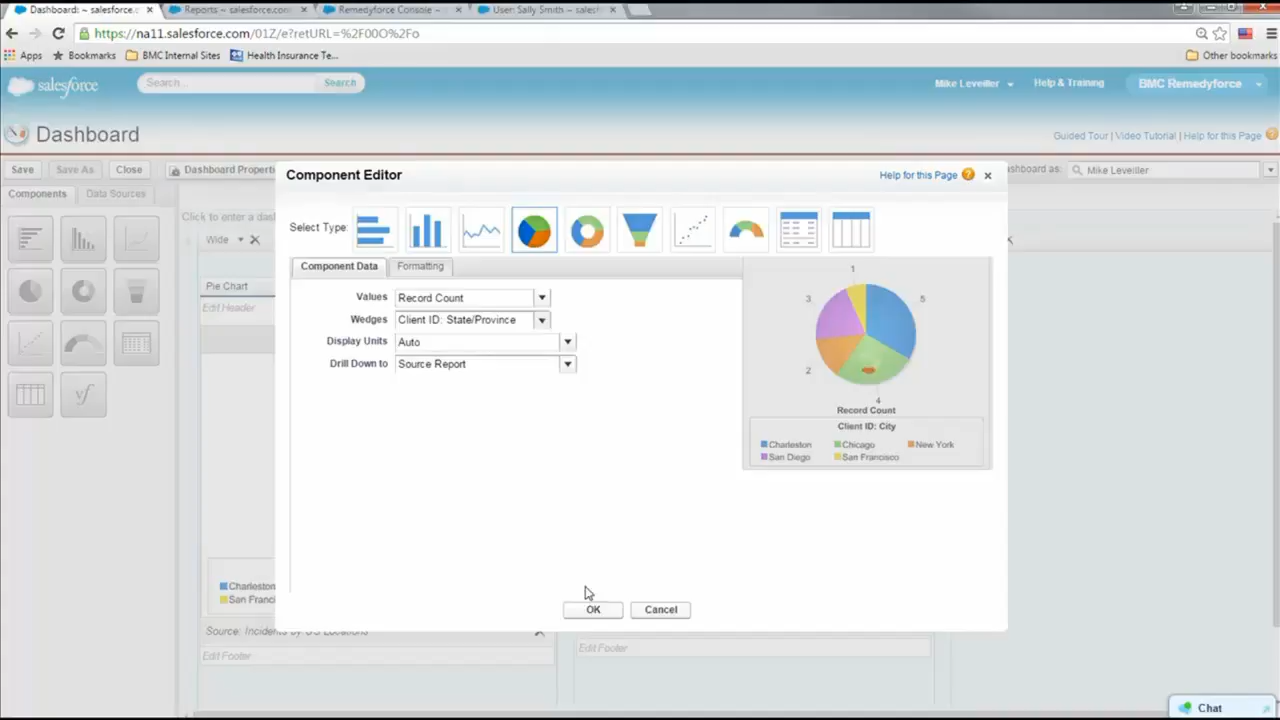 Dashboard: ~ salesforce.c
Reports ~ salesforce.com
Remedyforce Console ~
User: Sally Smith ~ salesf
https://na11.salesforce.com/01Z/e?retURL=%2F00O%2Fo
Apps Bookmarks BMC Internal Sites Health Insurance Te... Other bookmarks
salesforce Search... Search Mike Leveiller Help & Training BMC Remedyforce
Dashboard Guided Tour | Video Tutorial | Help for this Page
Save Save As Close Dashboard Properti shboard as: Mike Leveiller
Components Data Sources
Component Editor Help for this Page
Click to enter a das
Select Type:
Wide
Component Data Formatting
Pie Chart
Edit Header
Values Record Count
Wedges Client ID: State/Province
Display Units Auto
Drill Down to Source Report
1
3 5
2
4
Record Count
Client ID: City
Charleston Chicago New York
San Diego San Francisco
Charleston
San Franci
OK Cancel
Source: Incidents by US Locations
Edit Footer
Edit Footer
Chat